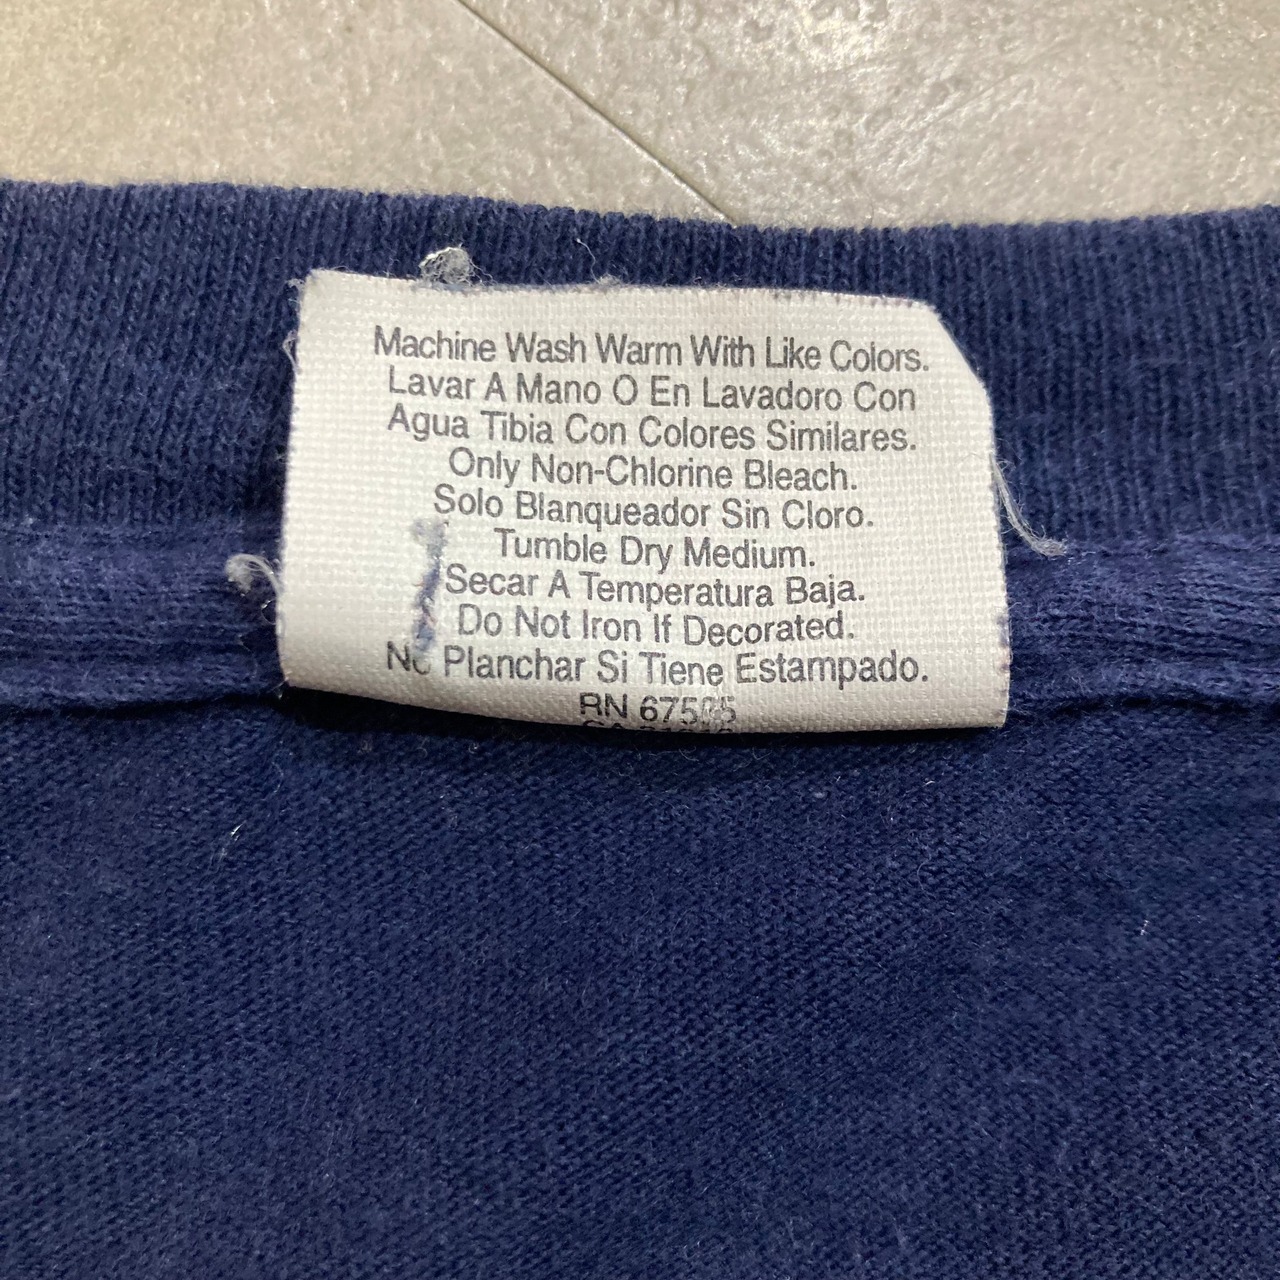 Machine Wash Warm With Like Colors.
Lavar A Mano O En Lavadoro Con
Agua Tibia Con Colores Similares.
Only Non-Chlorine Bleach.
Solo Blanqueador Sin Cloro.
Tumble Dry Medium.
Secar A Temperatura Baja.
Do Not Iron If Decorated.
No Planchar Si Tiene Estampado.
RN